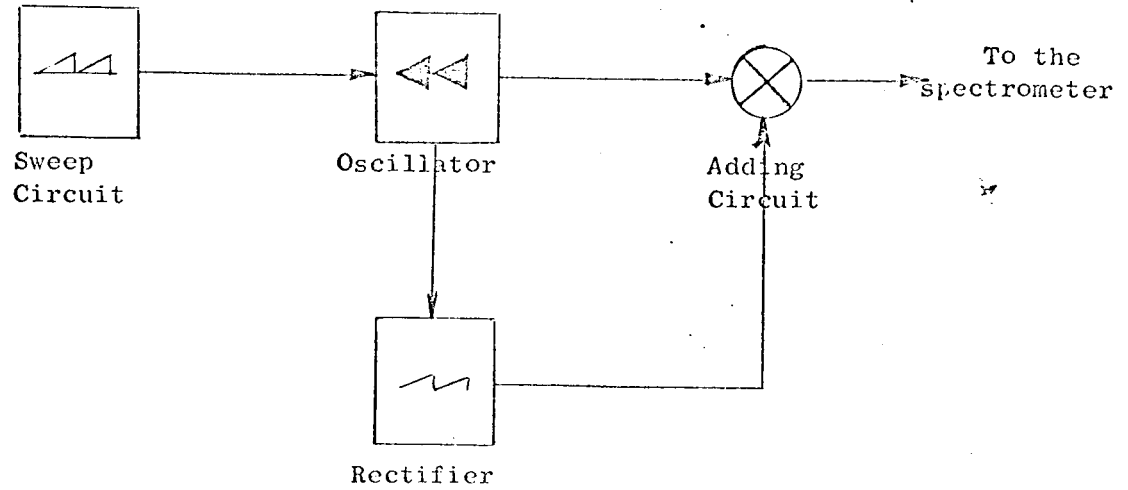 To the
spectrometer
Sweep
Circuit
Oscillator
Adding
Circuit
Rectifier